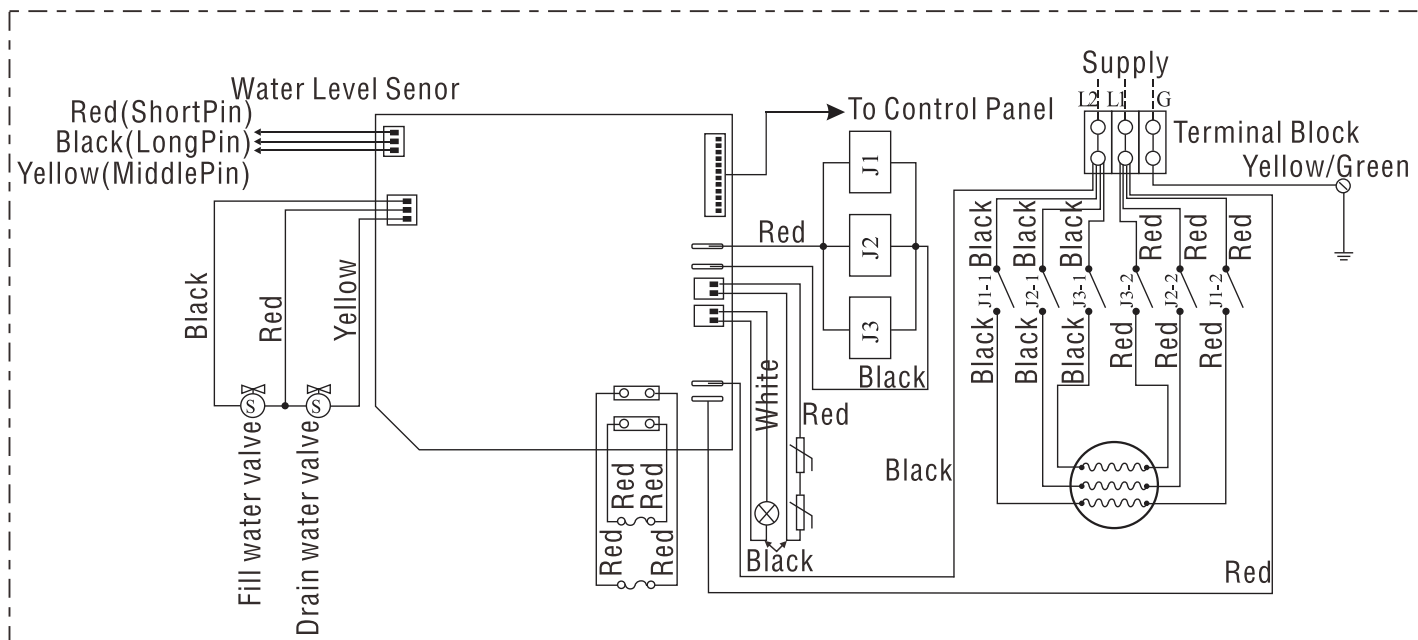 Water Level Senor
Red(ShortPin)
Black(LongPin)
Yellow(MiddlePin)
To Control Panel
Supply
L2 L1 G
Terminal Block
Yellow/Green
J1
J2
J3
Red
Black
Black
Red
Yellow
S
S
Fill water valve
Drain water valve
Black
Black
Black
Red
Red
Red
J1-1
J2-1
J3-1
J3-2
J2-2
J1-2
Black
Black
Black
Red
Red
Red
White
Red
Black
Red
Red
Red
Red
Black
Red